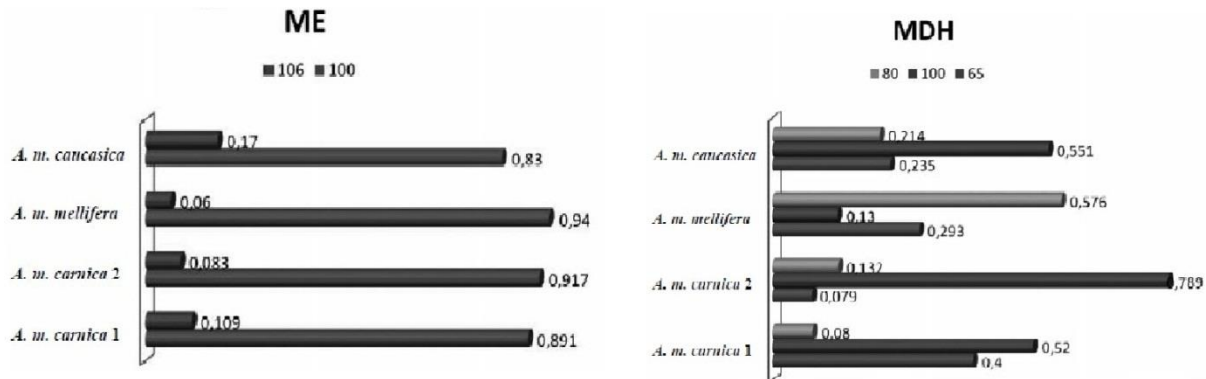 ME
106 100
A. m. caucasica
0,17
0,83
A. m. mellifera
0,06
0,94
A. m. carnica 2
0,083
0,917
A. m. carnica 1
0,109
0,891
MDH
80 100 65
A. m. caucasica
0,214
0,551
0,235
A. m. mellifera
0,576
0,13
0,293
A. m. carnica 2
0,132
0,789
0,079
A. m. carnica 1
0,08
0,52
0,4